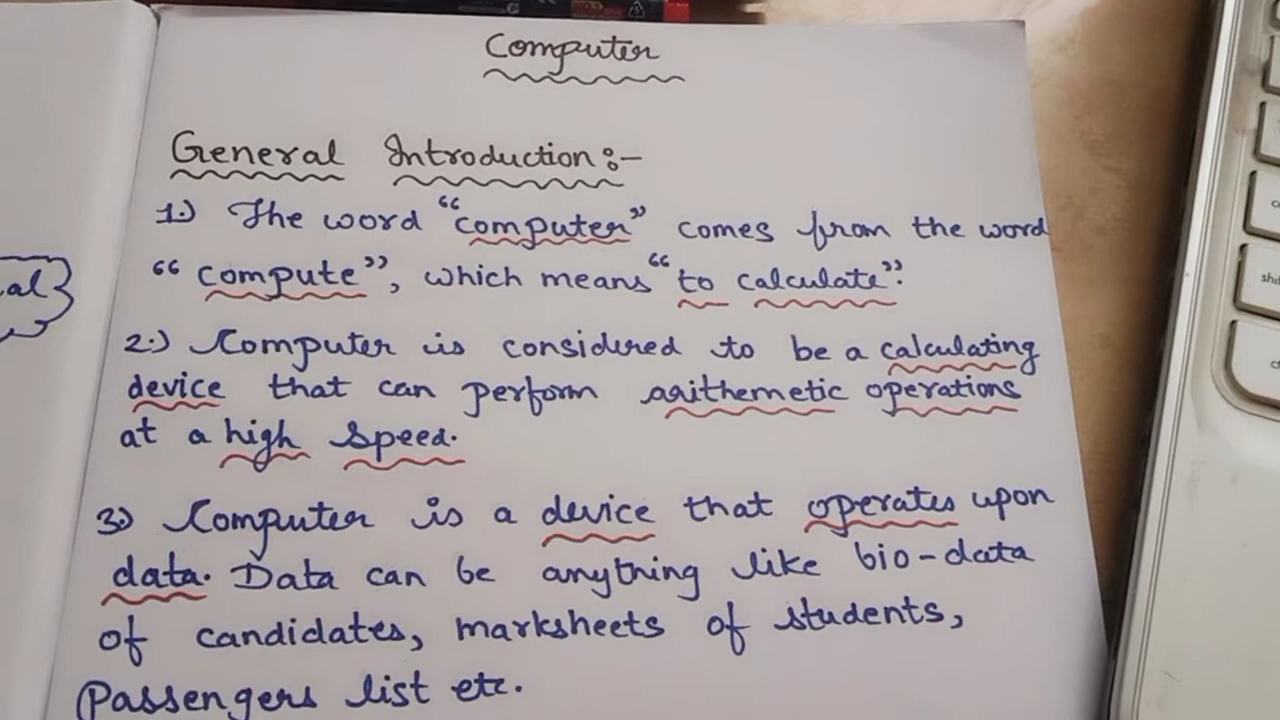 Computer
General Introduction:-
1.) The word "computer" comes from the word
"compute", which means "to calculate".
2.) Computer is considered to be a calculating
device that can perform arithemetic operations
at a high speed.
3.) Computer is a device that operates upon
data. Data can be anything like bio-data
of candidates, marksheets of students,
Passengers list etc.